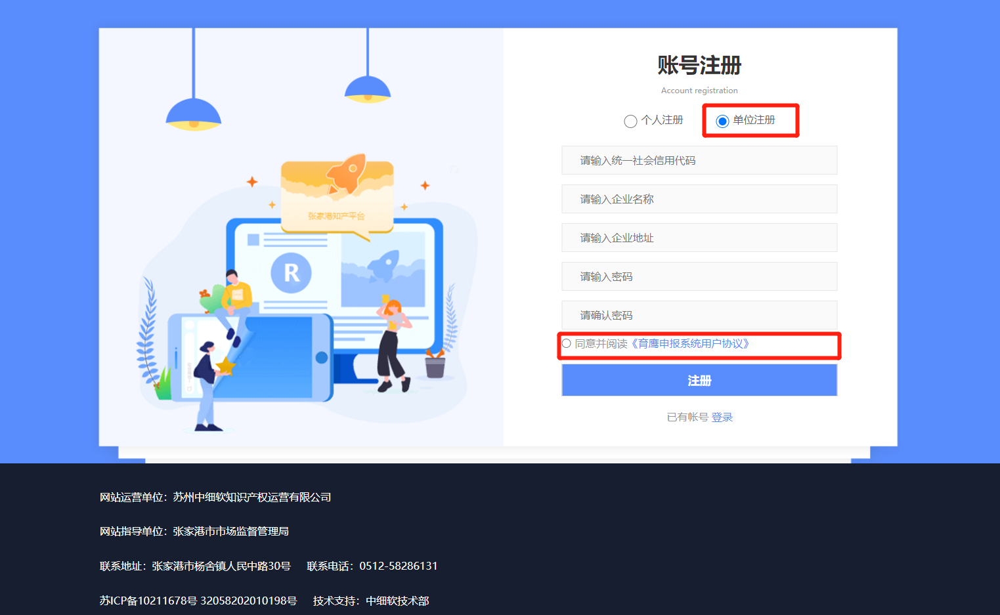 账号注册
Account registration
个人注册 单位注册
请输入统一社会信用代码
请输入企业名称
请输入企业地址
请输入密码
请确认密码
同意并阅读《育鹰申报系统用户协议》
注册
已有帐号 登录
张家港知产平台
R
网站运营单位：苏州中细软知识产权运营有限公司
网站指导单位：张家港市市场监督管理局
联系地址：张家港市杨舍镇人民中路30号 联系电话：0512-58286131
苏ICP备10211678号 32058202010198号 技术支持：中细软技术部